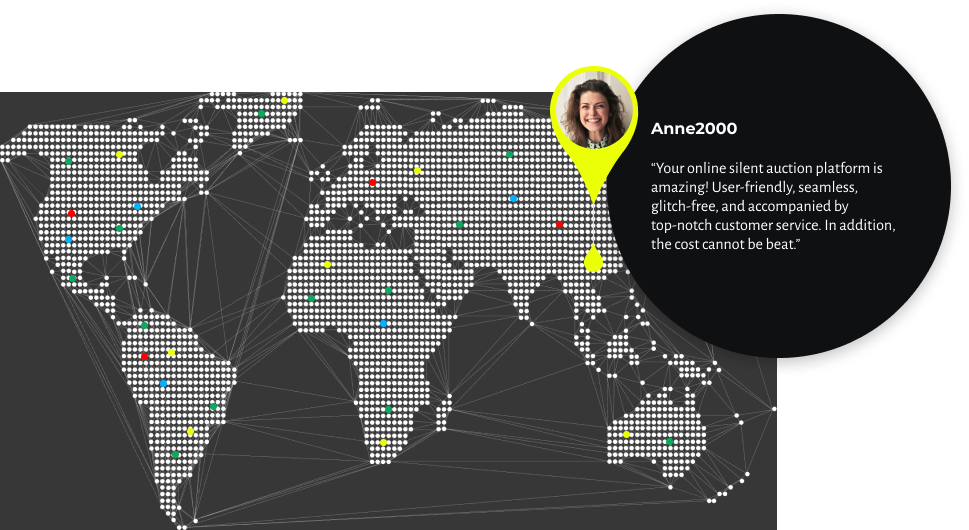 Anne2000
“Your online silent auction platform is
amazing! User-friendly, seamless,
glitch-free, and accompanied by
top-notch customer service. In addition,
the cost cannot be beat.”